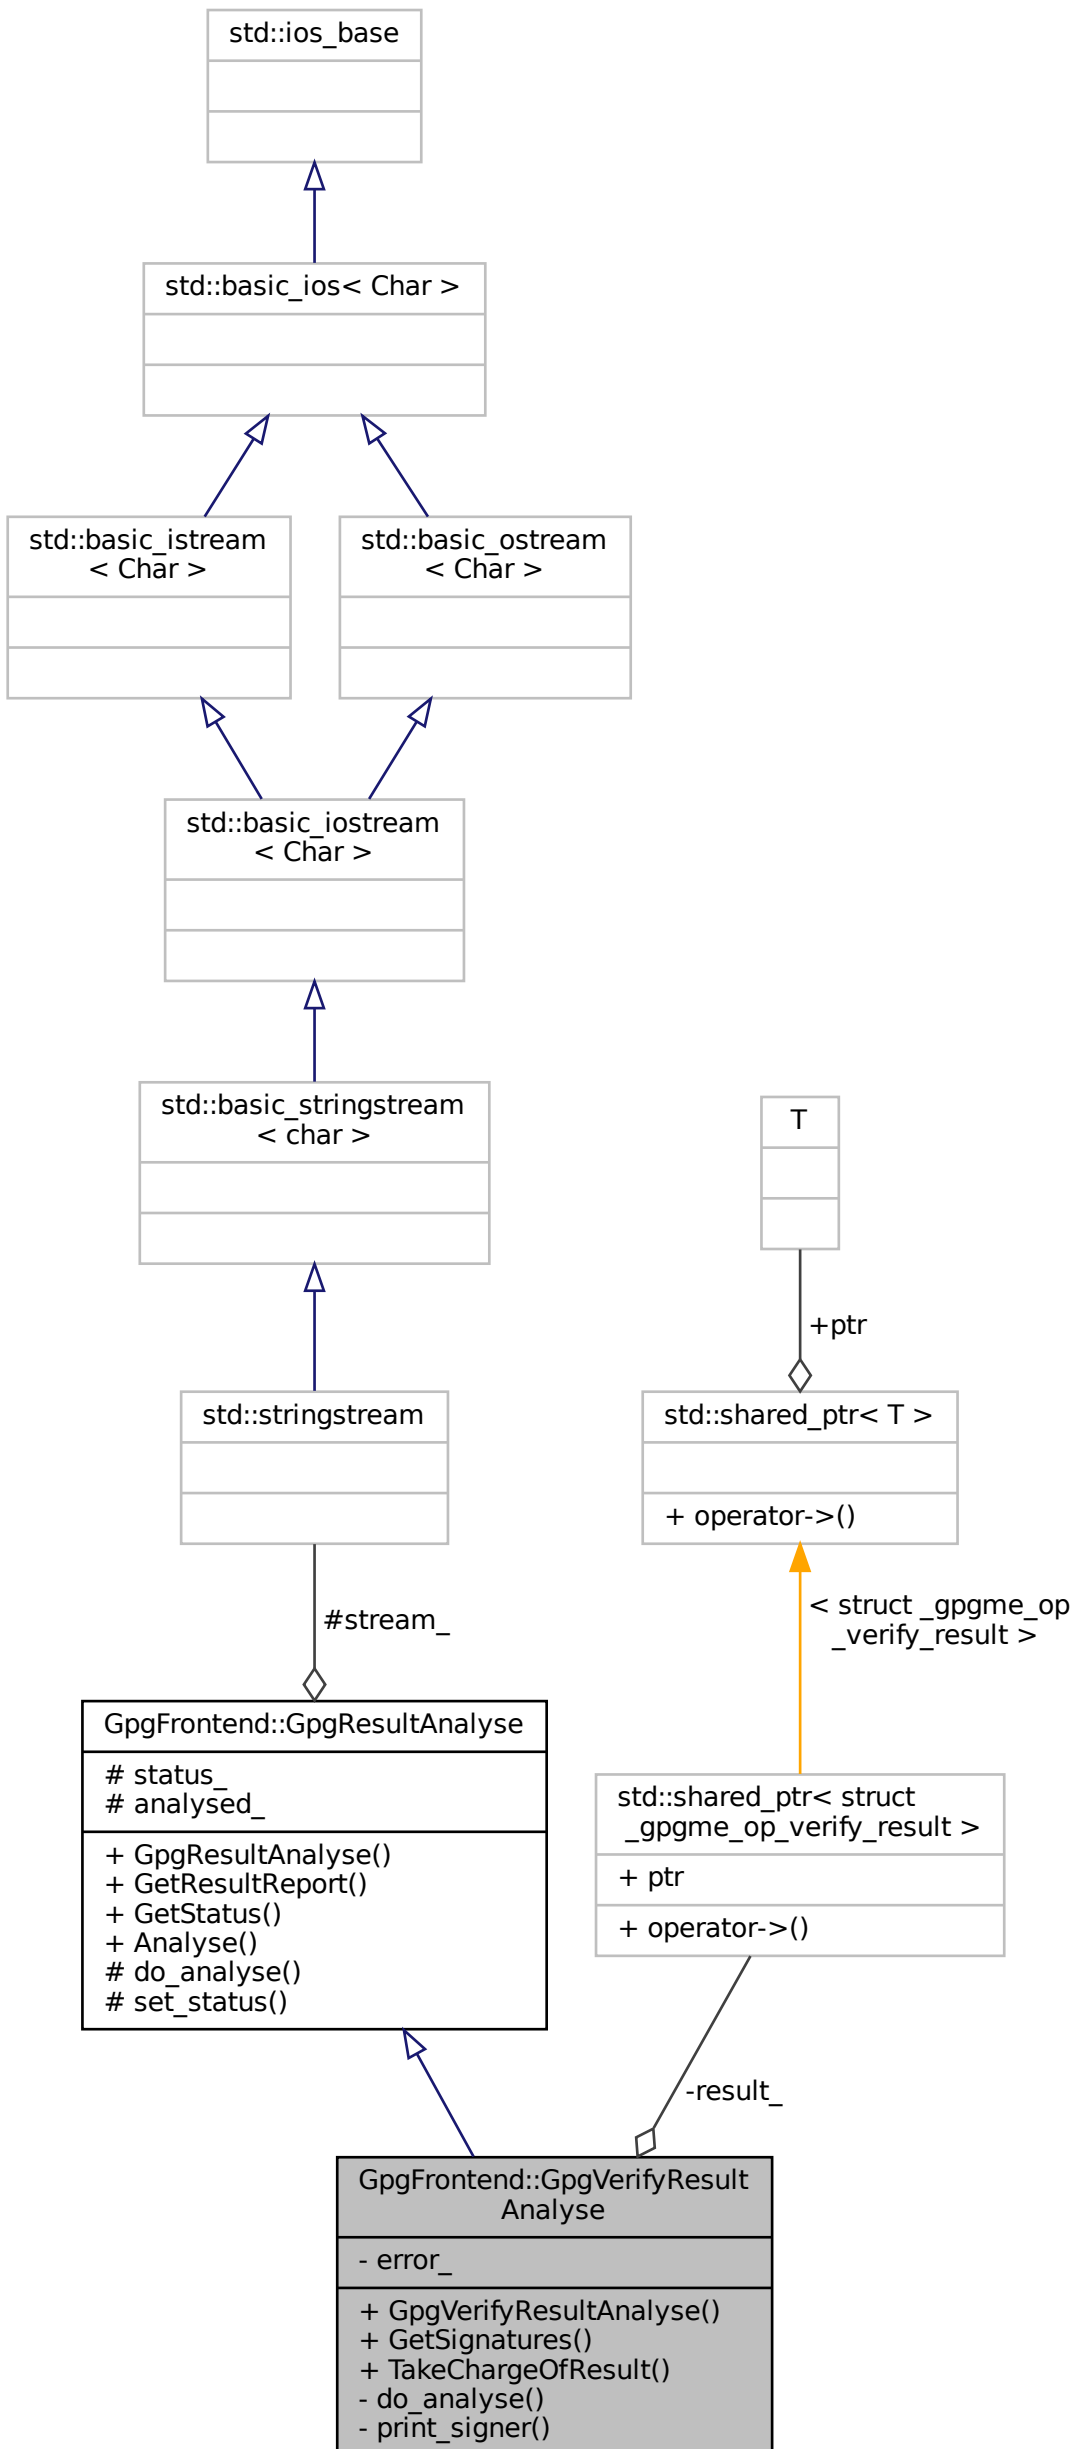 std::ios_base
std::basic_ios< Char >
std::basic_istream
< Char >
std::basic_ostream
< Char >
std::basic_iostream
< Char >
std::basic_stringstream
< char >
T
+ptr
std::stringstream
std::shared_ptr< T >
+ operator->()
#stream_
< struct _gpgme_op
_verify_result >
GpgFrontend::GpgResultAnalyse
# status_
# analysed_
+ GpgResultAnalyse()
+ GetResultReport()
+ GetStatus()
+ Analyse()
# do_analyse()
# set_status()
std::shared_ptr< struct
_gpgme_op_verify_result >
+ ptr
+ operator->()
-result_
GpgFrontend::GpgVerifyResult
Analyse
- error_
+ GpgVerifyResultAnalyse()
+ GetSignatures()
+ TakeChargeOfResult()
- do_analyse()
- print_signer()